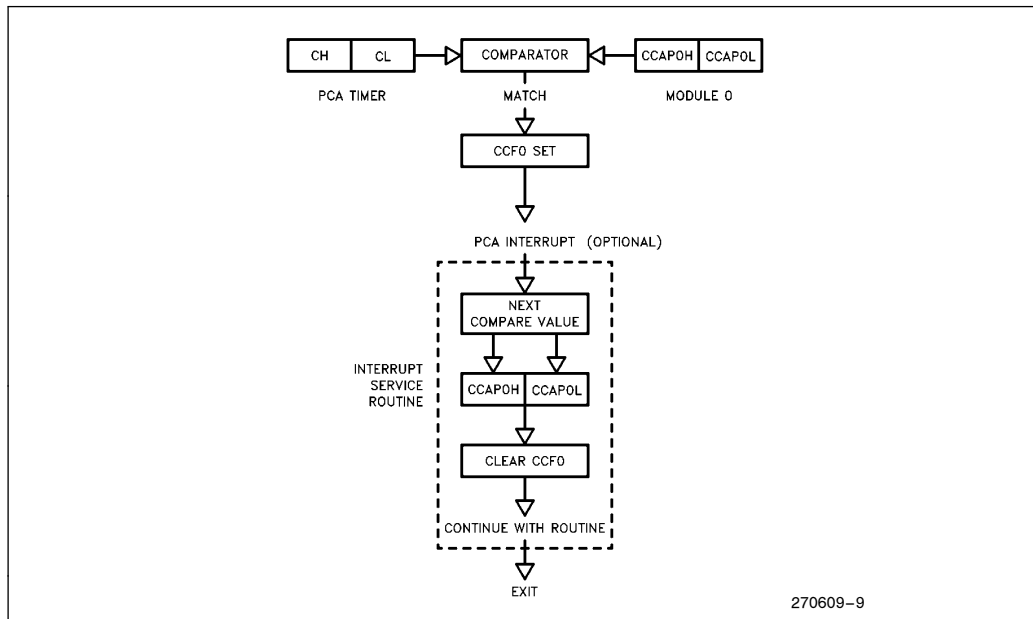 CH CL COMPARATOR CCAP0H CCAP0L
PCA TIMER MATCH MODULE 0
CCF0 SET
PCA INTERRUPT (OPTIONAL)
NEXT
COMPARE VALUE
INTERRUPT
SERVICE
ROUTINE
CCAP0H CCAP0L
CLEAR CCF0
CONTINUE WITH ROUTINE
EXIT
270609–9